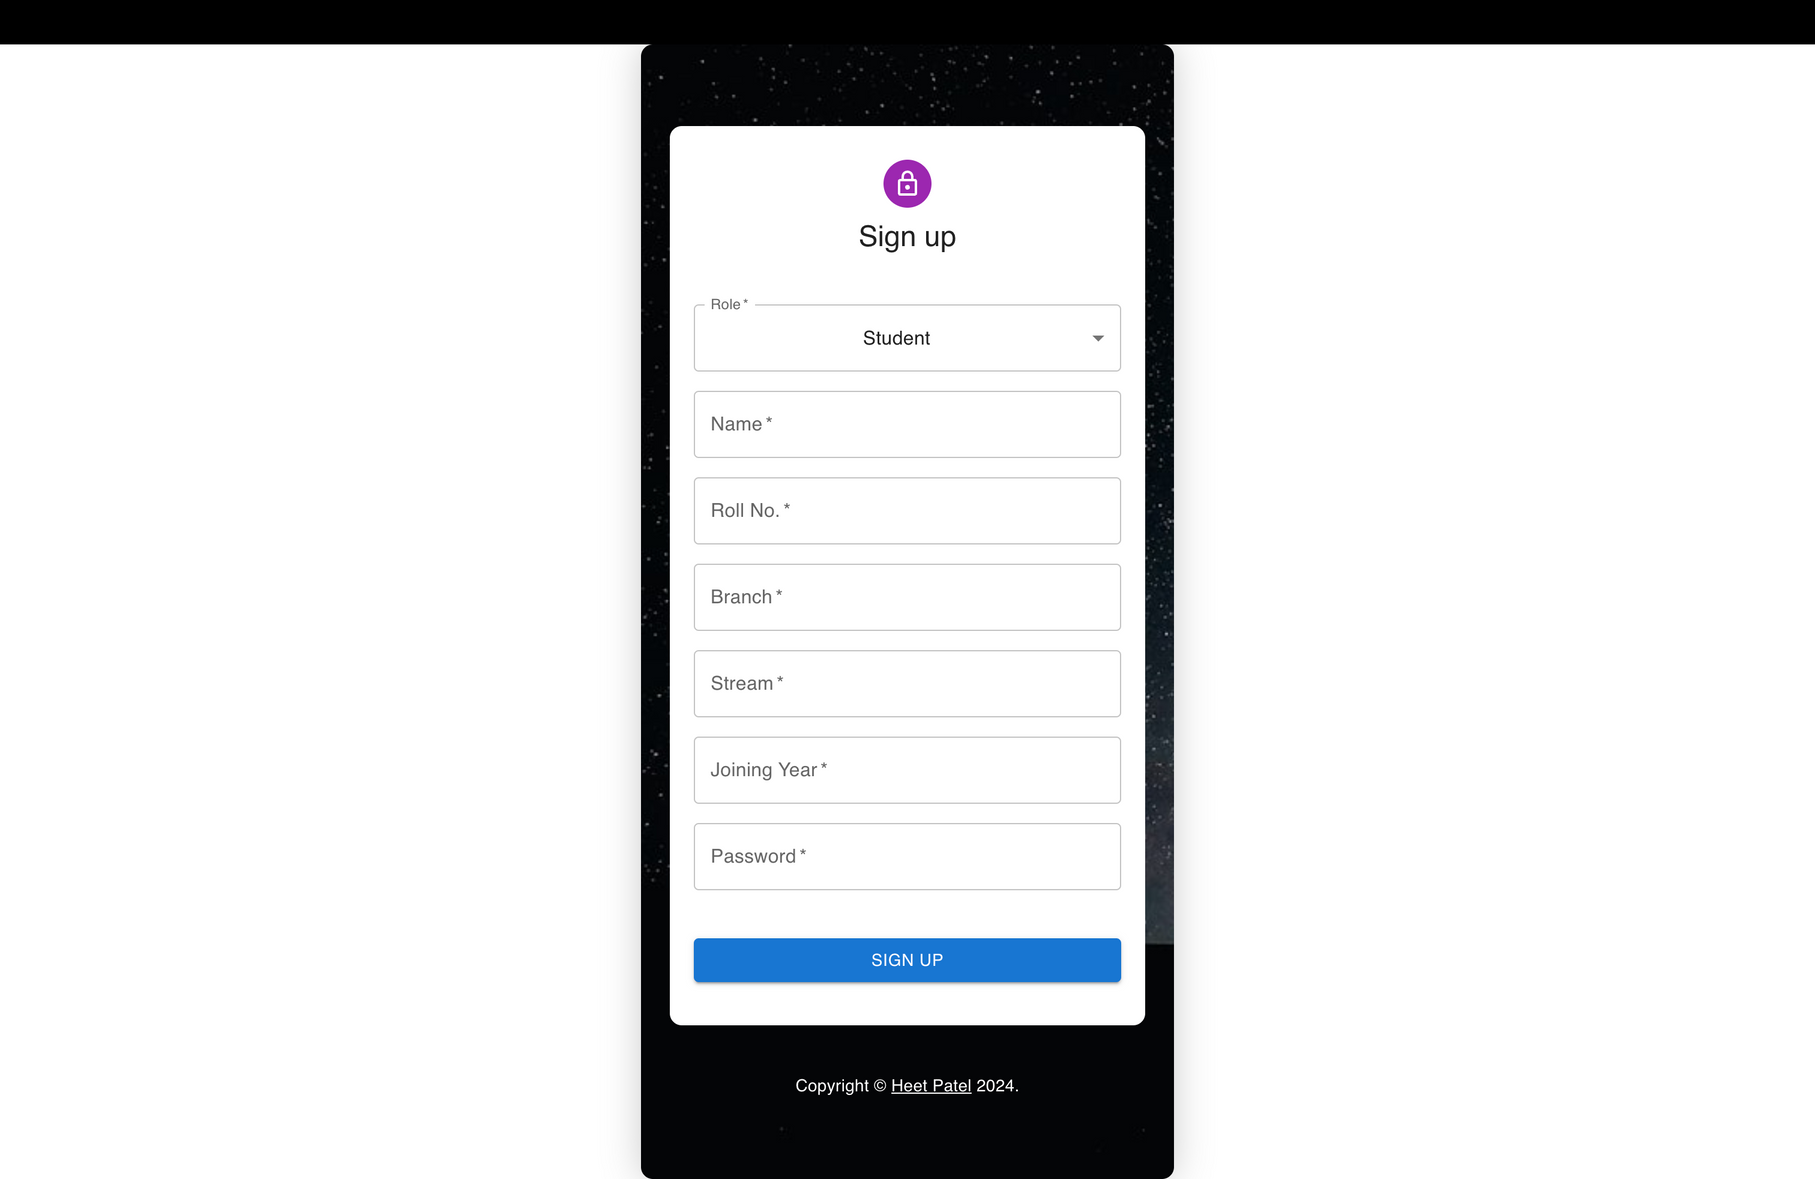 Sign up
Role *
Student
Name *
Roll No. *
Branch *
Stream *
Joining Year *
Password *
SIGN UP
Copyright © Heet Patel 2024.